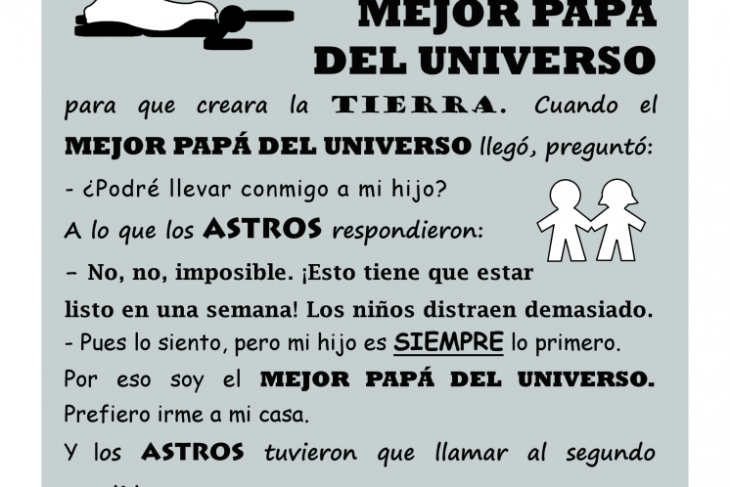 MEJOR PAPÁ
DEL UNIVERSO
para que creara la TIERRA. Cuando el
MEJOR PAPÁ DEL UNIVERSO llegó, preguntó:
- ¿Podré llevar conmigo a mi hijo?
A lo que los ASTROS respondieron:
- No, no, imposible. ¡Esto tiene que estar
listo en una semana! Los niños distraen demasiado.
- Pues lo siento, pero mi hijo es SIEMPRE lo primero.
Por eso soy el MEJOR PAPÁ DEL UNIVERSO.
Prefiero irme a mi casa.
Y los ASTROS tuvieron que llamar al segundo